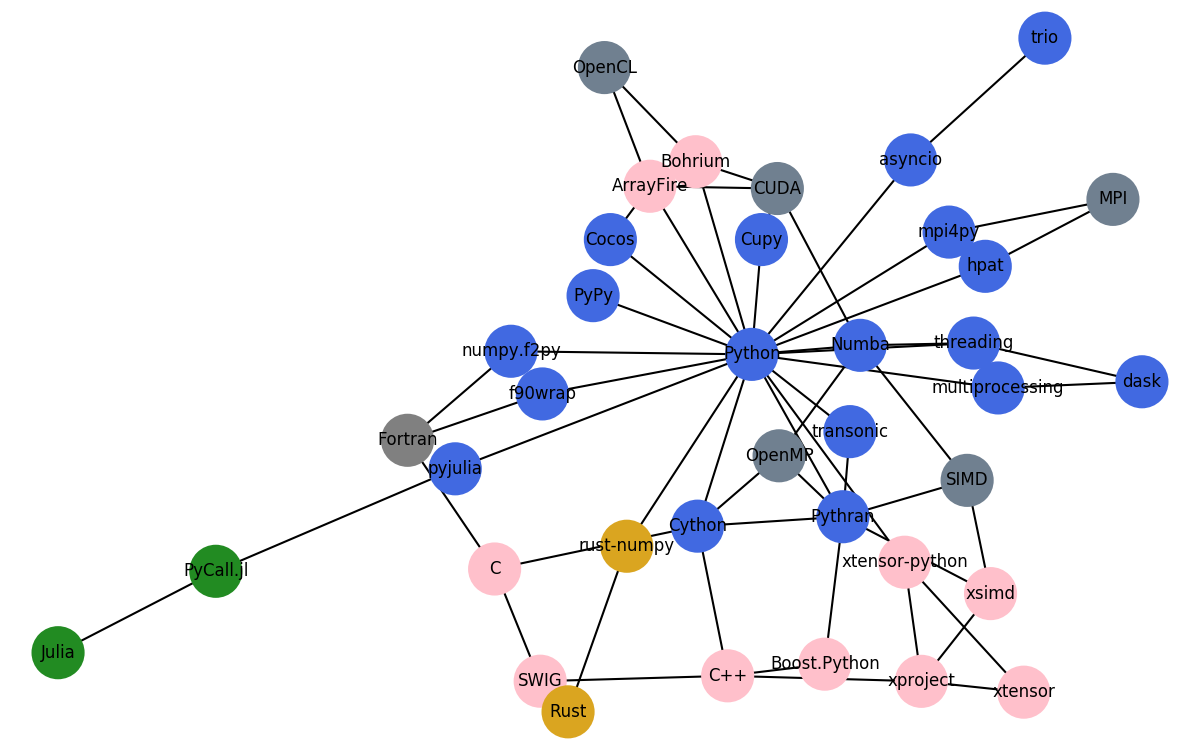 trio
OpenCL
asyncio
Bohrium
ArrayFire
CUDA
MPI
mpi4py
Cocos
Cupy
hpat
PyPy
threading
Numba
numpy.f2py
Python
dask
multiprocessing
f90wrap
transonic
Fortran
OpenMP
pyjulia
SIMD
Pythran
Cython
rust-numpy
xtensor-python
C
PyCall.jl
xsimd
Julia
Boost.Python
C++
SWIG
xproject
xtensor
Rust